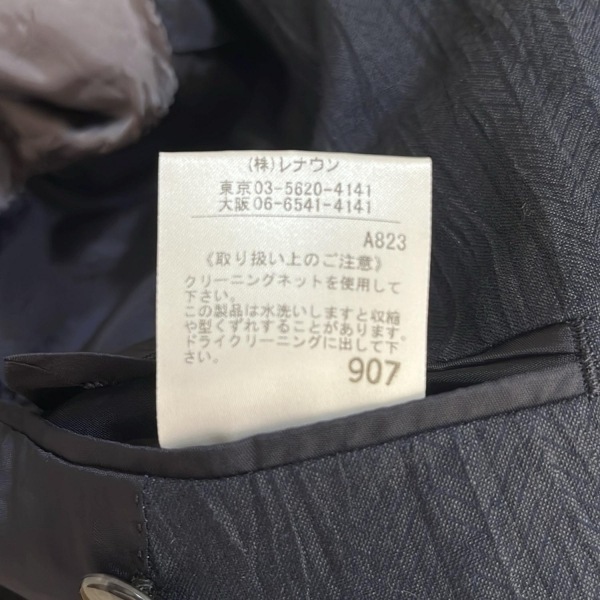 (株)レナウン
東京03-5620-4141
大阪06-6541-4141
A823
《取り扱い上のご注意》
クリーニングネットを使用して
下さい。
この製品は水洗いしますと収縮
や型くずれすることがあります。
ドライクリーニングに出して下
さい。
907